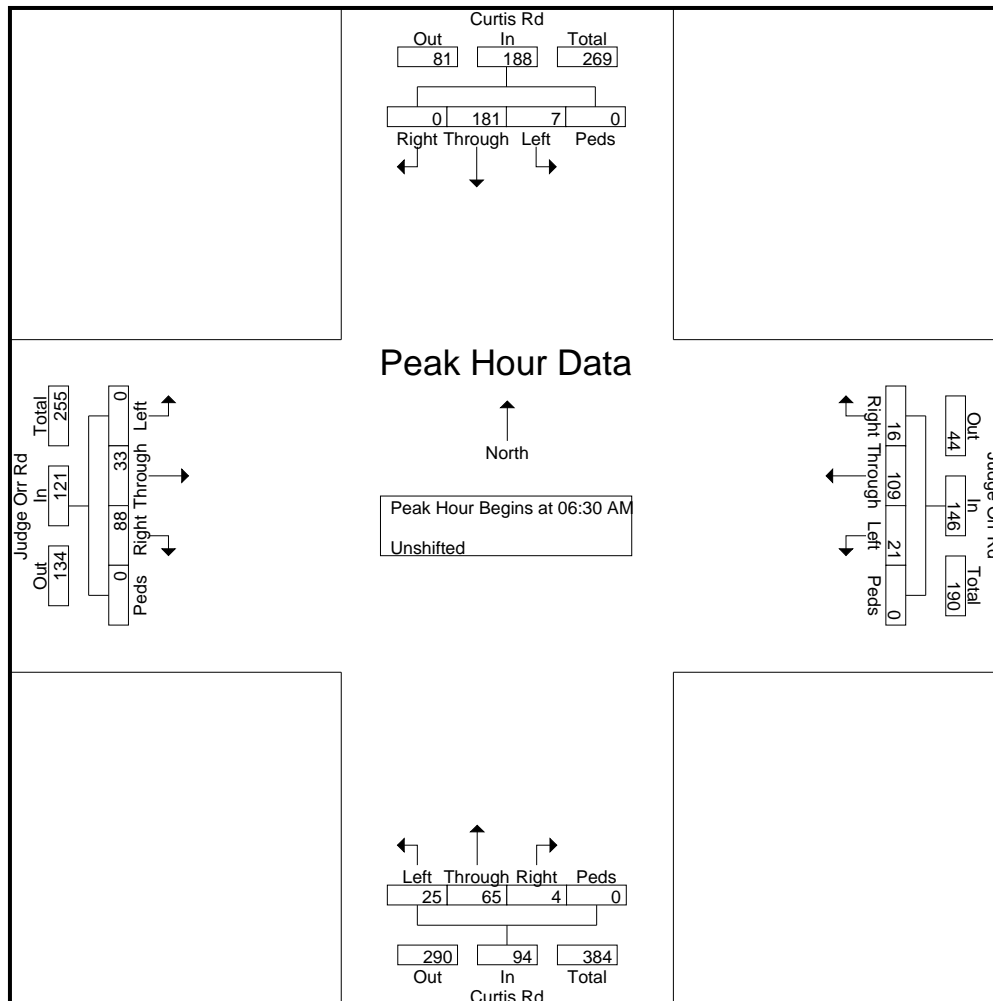 Curtis Rd
Out In Total
81 188 269
0 181 7 0
Right Through Left Peds
Peak Hour Data
North
Peak Hour Begins at 06:30 AM
Unshifted
Judge Orr Rd
Total In Out
255 121 134
0 33 88 0
Left Through Right Peds
Right Through Left Peds
16 109 21 0
44 146 190
Out In Total
Judge Orr Rd
Left Through Right Peds
25 65 4 0
290 94 384
Out In Total
Curtis Rd